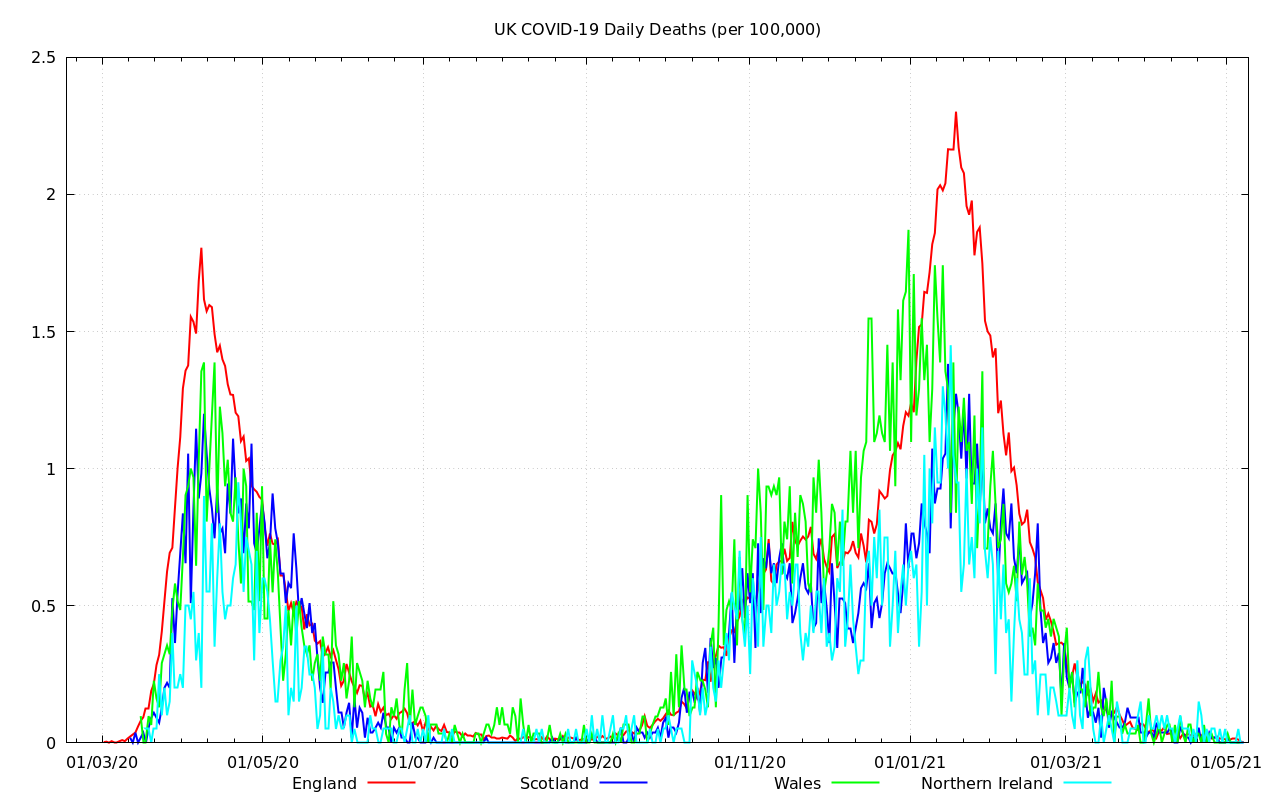 UK COVID-19 Daily Deaths (per 100,000)
2.5
2
1.5
1
0.5
0
01/03/20 01/05/20 01/07/20 01/09/20 01/11/20 01/01/21 01/03/21 01/05/21
England Scotland Wales Northern Ireland